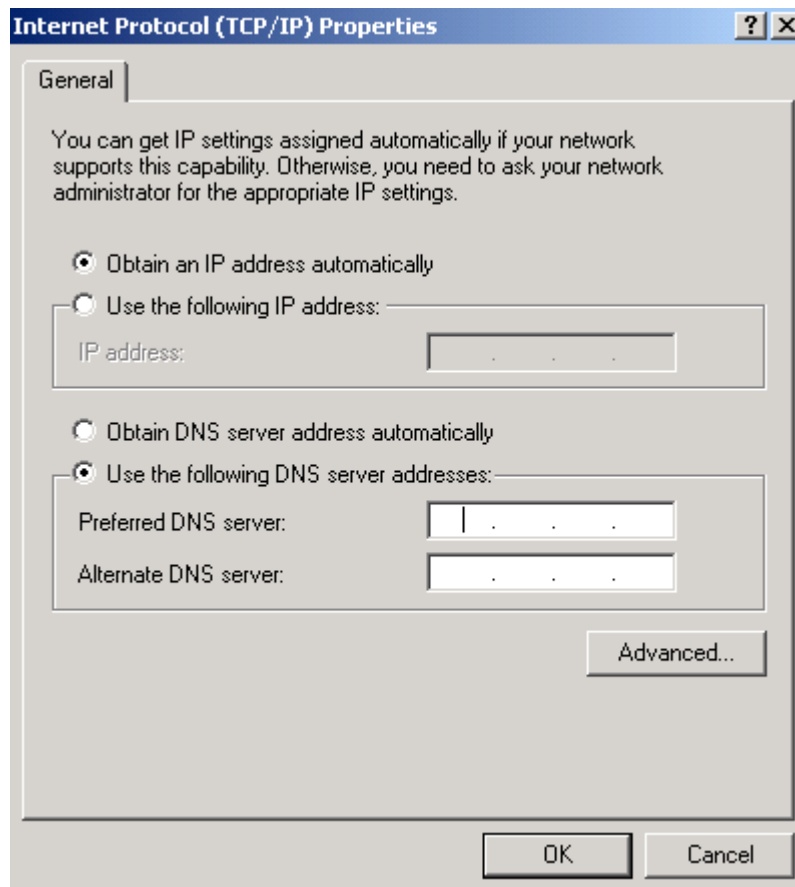 Internet Protocol (TCP/IP) Properties
General
You can get IP settings assigned automatically if your network
supports this capability. Otherwise, you need to ask your network
administrator for the appropriate IP settings.
Obtain an IP address automatically
Use the following IP address:
IP address:
Obtain DNS server address automatically
Use the following DNS server addresses:
Preferred DNS server:
Alternate DNS server:
Advanced...
OK Cancel